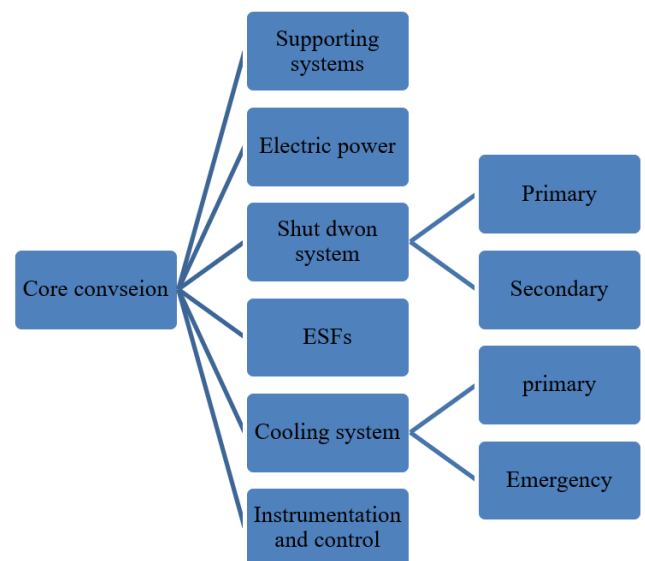 Supporting
systems
Electric power
Primary
Shut dwon
system
Core convseion
Secondary
ESFs
primary
Cooling system
Emergency
Instrumentation
and control